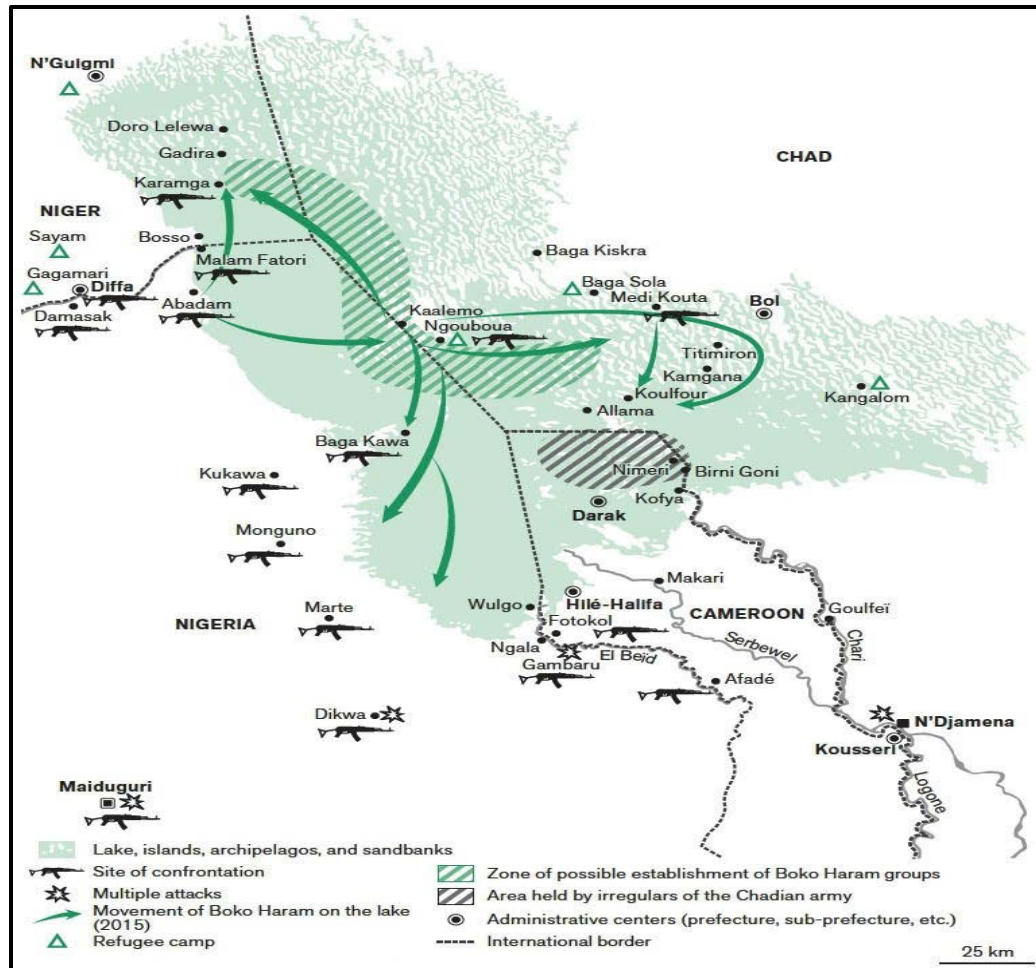 N'Guigmi
Doro Lelewa
Gadira
CHAD
Karamga
NIGER
Sayam
Bosso
Baga Kiskra
Malam Fatori
Gagamari
Diffa
Baga Sola
Medi Kouta
Bol
Damasak
Abadam
Kaalemo
Ngouboua
Titimiron
Kamgana
Kangalom
Koulfour
Allama
Baga Kawa
Nimeri
Birni Goni
Kukawa
Kofya
Darak
Monguno
Makari
Wulgo
Hilé-Halifa
CAMEROON
Goulfeï
Marte
NIGERIA
Fotokol
Serbewel
Chari
Ngala
El Beïd
Gambaru
Afadé
Dikwa
N'Djamena
Kousseri
Maiduguri
Logone
Lake, islands, archipelagos, and sandbanks
Site of confrontation
Multiple attacks
Movement of Boko Haram on the lake
(2015)
Refugee camp
Zone of possible establishment of Boko Haram groups
Area held by irregulars of the Chadian army
Administrative centers (prefecture, sub-prefecture, etc.)
International border
25 km